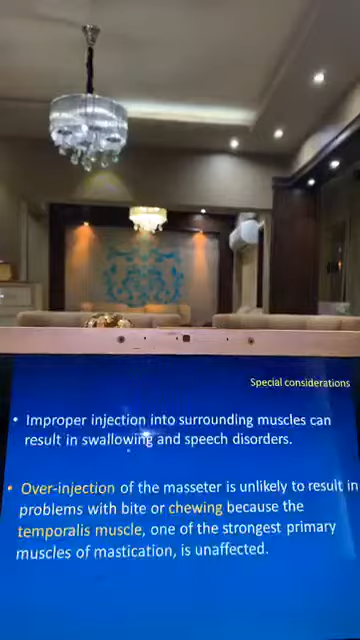 Special considerations
• Improper injection into surrounding muscles can
result in swallowing and speech disorders.
• Over-injection of the masseter is unlikely to result in
problems with bite or chewing because the
temporalis muscle, one of the strongest primary
muscles of mastication, is unaffected.